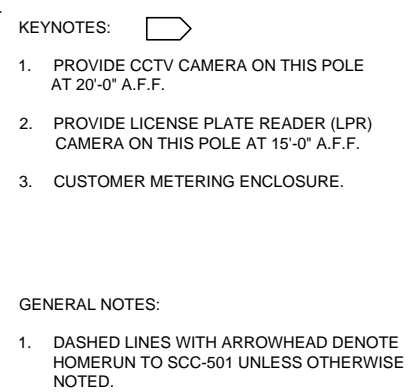 KEYNOTES:
1. PROVIDE CCTV CAMERA ON THIS POLE
AT 20'-0" A.F.F.
2. PROVIDE LICENSE PLATE READER (LPR)
CAMERA ON THIS POLE AT 15'-0" A.F.F.
3. CUSTOMER METERING ENCLOSURE.
GENERAL NOTES:
1. DASHED LINES WITH ARROWHEAD DENOTE
HOMERUN TO SCC-501 UNLESS OTHERWISE
NOTED.